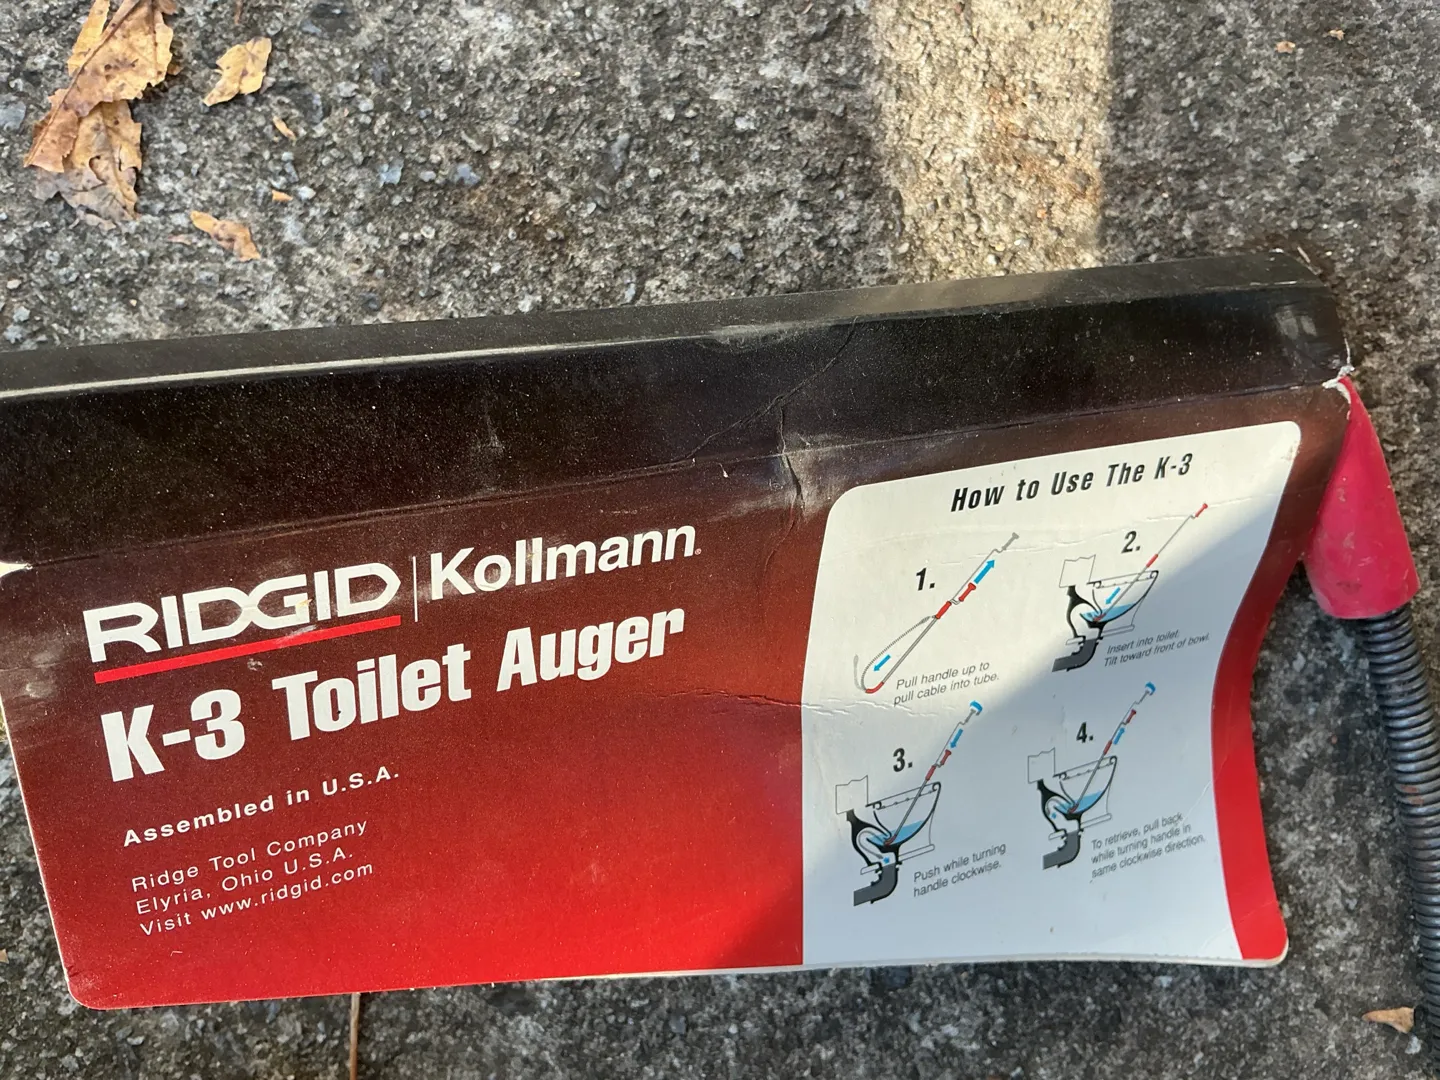 RIDGID | Kollmann®
K-3 Toilet Auger
Assembled in U.S.A.
Ridge Tool Company
Elyria, Ohio U.S.A.
Visit www.ridgid.com
How to Use The K-3
1.
Pull handle up to
pull cable into tube.
2.
Insert into toilet.
Tilt toward front of bowl.
3.
Push while turning
handle clockwise.
4.
To retrieve, pull back
while turning handle in
same clockwise direction.